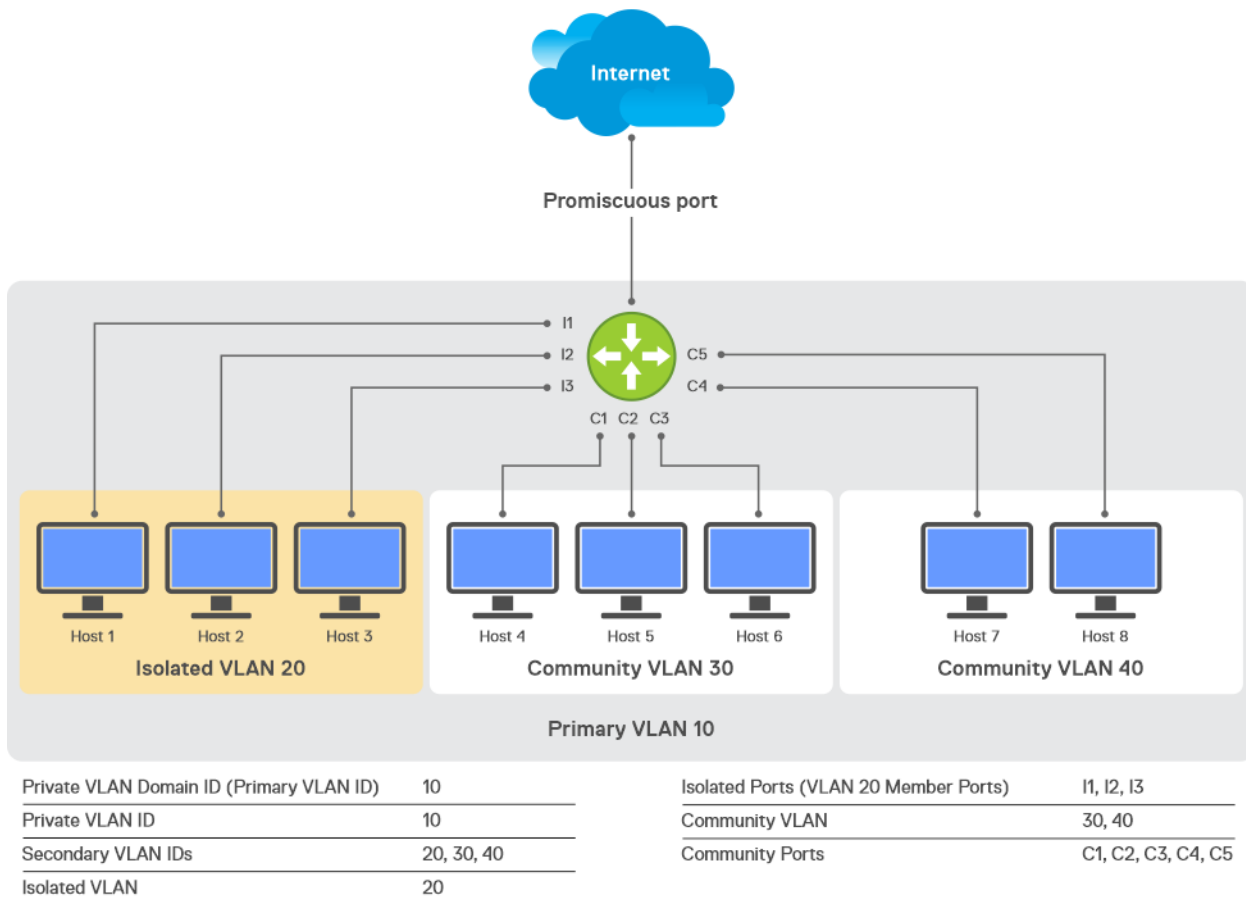 Internet
Promiscuous port
I1
I2
I3
C5
C4
C1 C2 C3
Host 1 Host 2 Host 3
Isolated VLAN 20
Host 4 Host 5 Host 6
Community VLAN 30
Host 7 Host 8
Community VLAN 40
Primary VLAN 10
Private VLAN Domain ID (Primary VLAN ID) 10
Private VLAN ID 10
Secondary VLAN IDs 20, 30, 40
Isolated VLAN 20
Isolated Ports (VLAN 20 Member Ports) I1, I2, I3
Community VLAN 30, 40
Community Ports C1, C2, C3, C4, C5